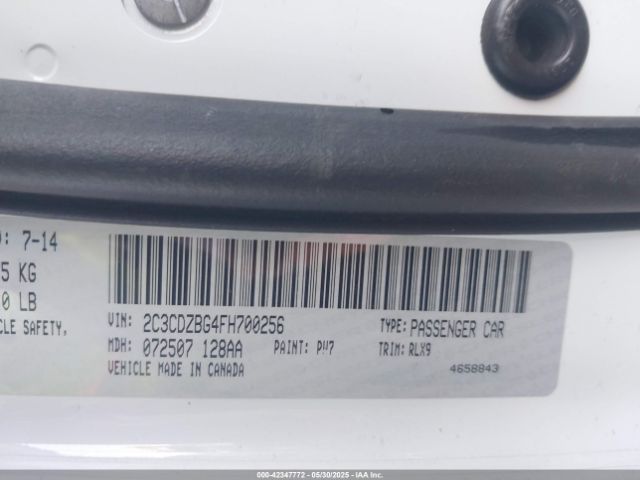 : 7-14
5 KG
0 LB
CLE SAFETY,
VIN: 2C3CDZBG4FH700256
TYPE: PASSENGER CAR
MDH: 072507 128AA
PAINT: PW7
TRIM: RLX9
VEHICLE MADE IN CANADA
4658843
000-42347772 — 05/30/2025 — IAA Inc.